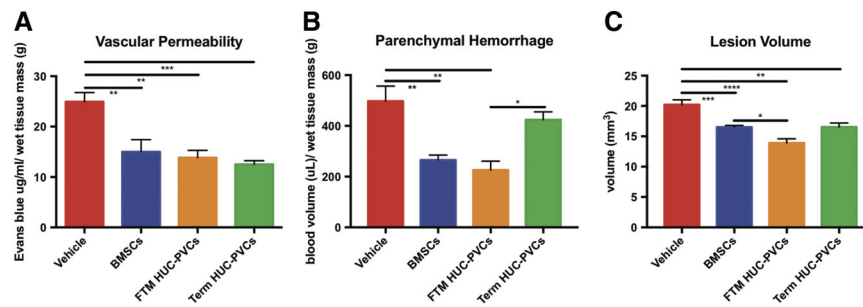 A
Vascular Permeability
Evans blue ug/ml/ wet tissue mass (g)
30
20
10
0
***
**
**
Vehicle
BMSCs
FTM HUC-PVCs
Term HUC-PVCs
B
Parenchymal Hemorrhage
blood volume (uL)/ wet tissue mass (g)
600
400
200
0
**
**
*
Vehicle
BMSCs
FTM HUC-PVCs
Term HUC-PVCs
C
Lesion Volume
volume (mm³)
25
20
15
10
5
0
**
****
***
*
Vehicle
BMSCs
FTM HUC-PVCs
Term HUC-PVCs